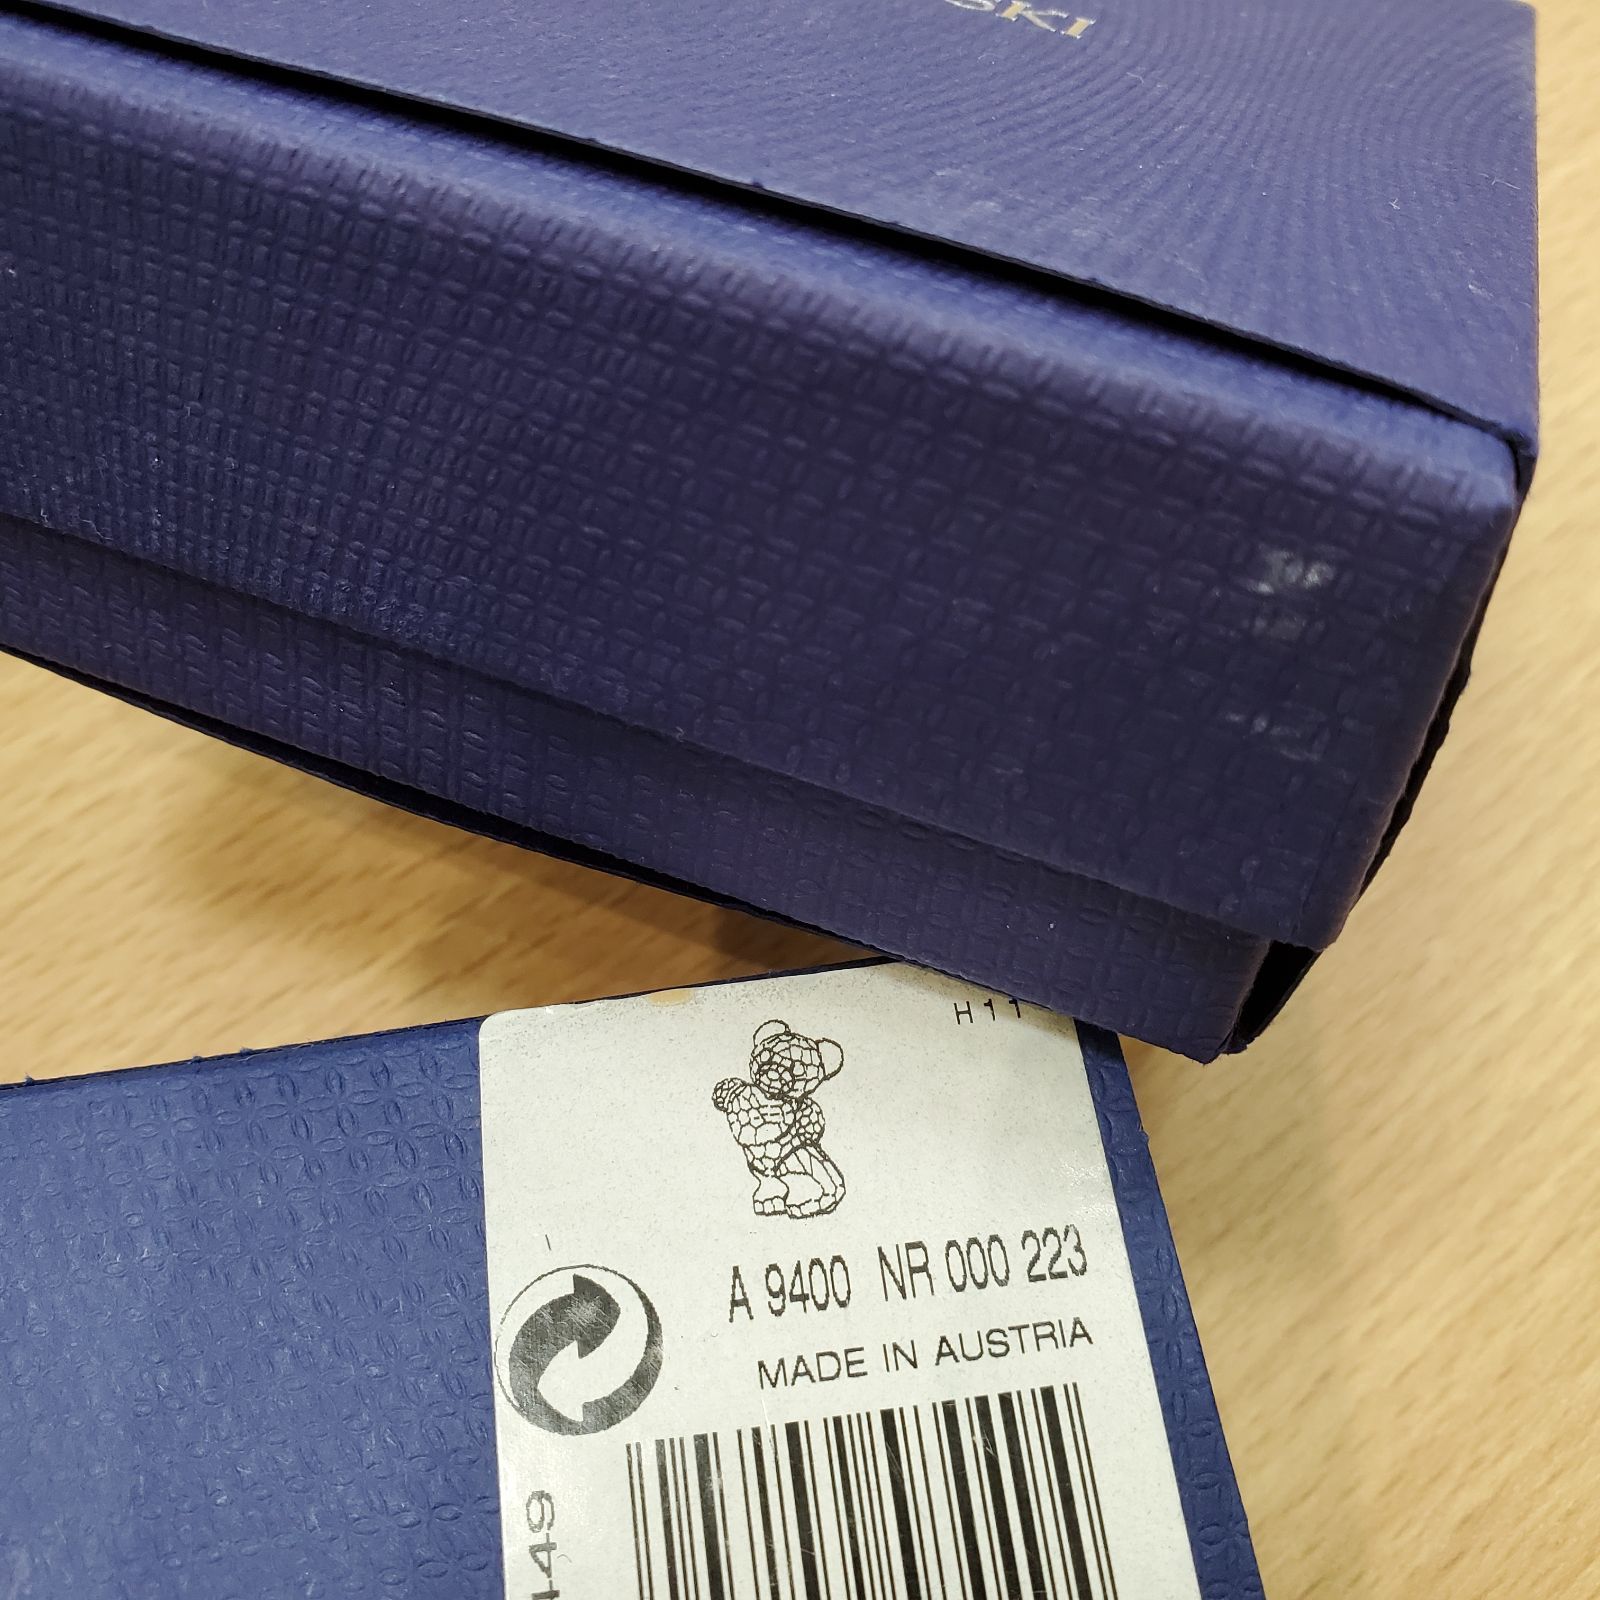 SKI
H11
A 9400 NR 000 223
MADE IN AUSTRIA
149